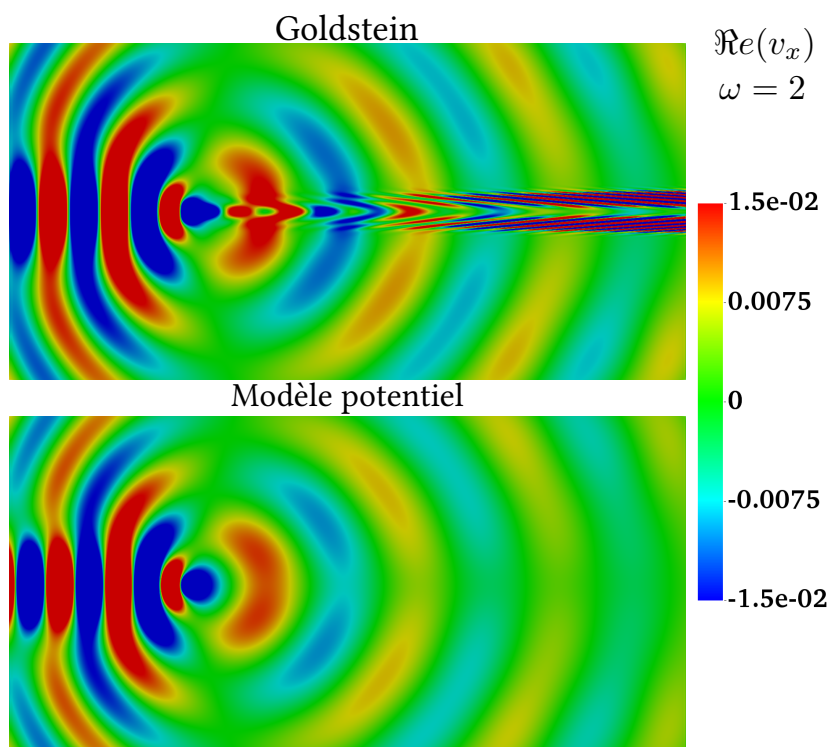 Goldstein
ℜe(v_x)
ω = 2
1.5e-02
0.0075
0
-0.0075
-1.5e-02
Modèle potentiel